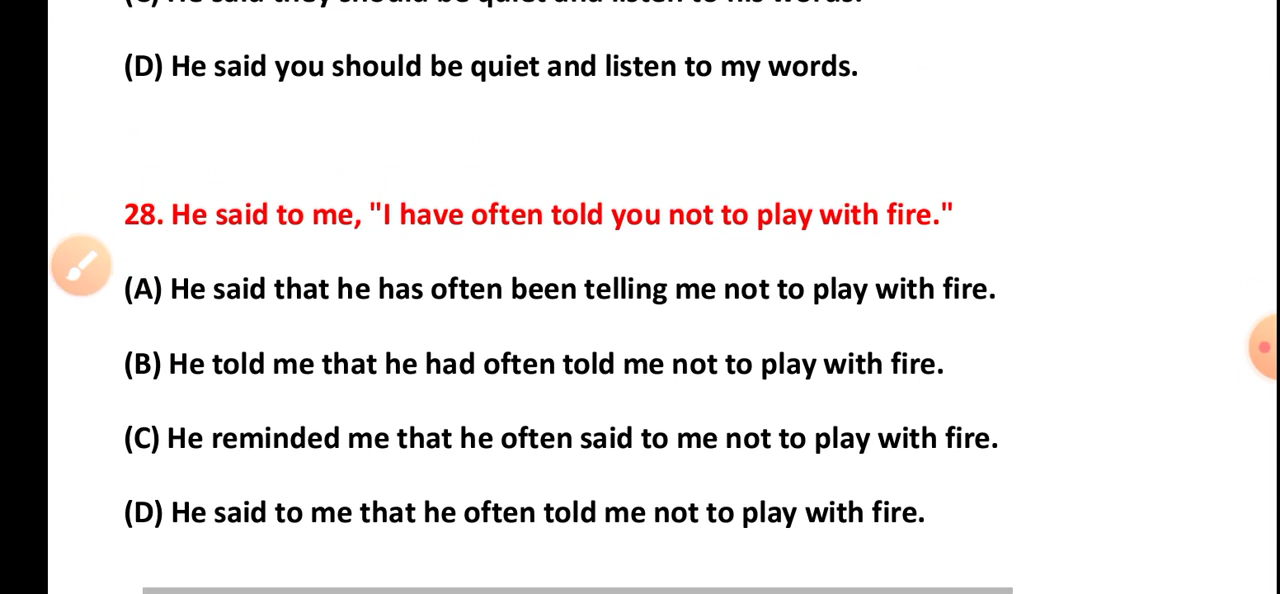 (D) He said you should be quiet and listen to my words.
28. He said to me, "I have often told you not to play with fire."
(A) He said that he has often been telling me not to play with fire.
(B) He told me that he had often told me not to play with fire.
(C) He reminded me that he often said to me not to play with fire.
(D) He said to me that he often told me not to play with fire.